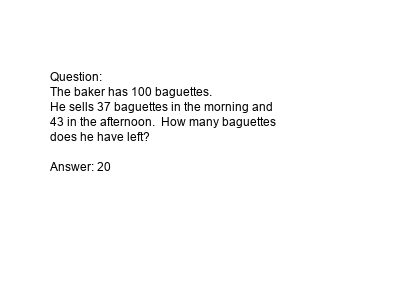 Question:
The baker has 100 baguettes.
He sells 37 baguettes in the morning and
43 in the afternoon.  How many baguettes
does he have left?

Answer: 20